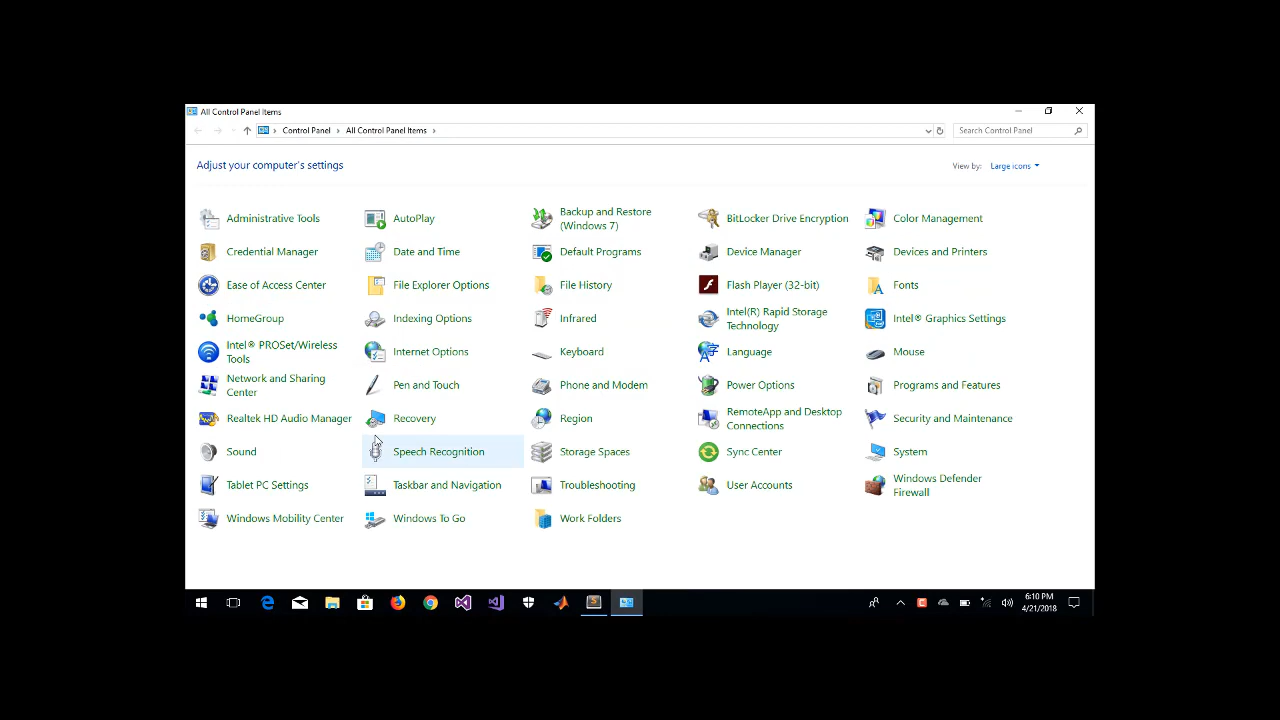 All Control Panel Items
Control Panel All Control Panel Items Search Control Panel
Adjust your computer's settings View by: Large icons
Administrative Tools
AutoPlay
Backup and Restore
(Windows 7)
BitLocker Drive Encryption
Color Management
Credential Manager
Date and Time
Default Programs
Device Manager
Devices and Printers
Ease of Access Center
File Explorer Options
File History
Flash Player (32-bit)
Fonts
HomeGroup
Indexing Options
Infrared
Intel(R) Rapid Storage
Technology
Intel® Graphics Settings
Intel® PROSet/Wireless
Tools
Internet Options
Keyboard
Language
Mouse
Network and Sharing
Center
Pen and Touch
Phone and Modem
Power Options
Programs and Features
Realtek HD Audio Manager
Recovery
Region
RemoteApp and Desktop
Connections
Security and Maintenance
Sound
Speech Recognition
Storage Spaces
Sync Center
System
Tablet PC Settings
Taskbar and Navigation
Troubleshooting
User Accounts
Windows Defender
Firewall
Windows Mobility Center
Windows To Go
Work Folders
6:10 PM
4/21/2018